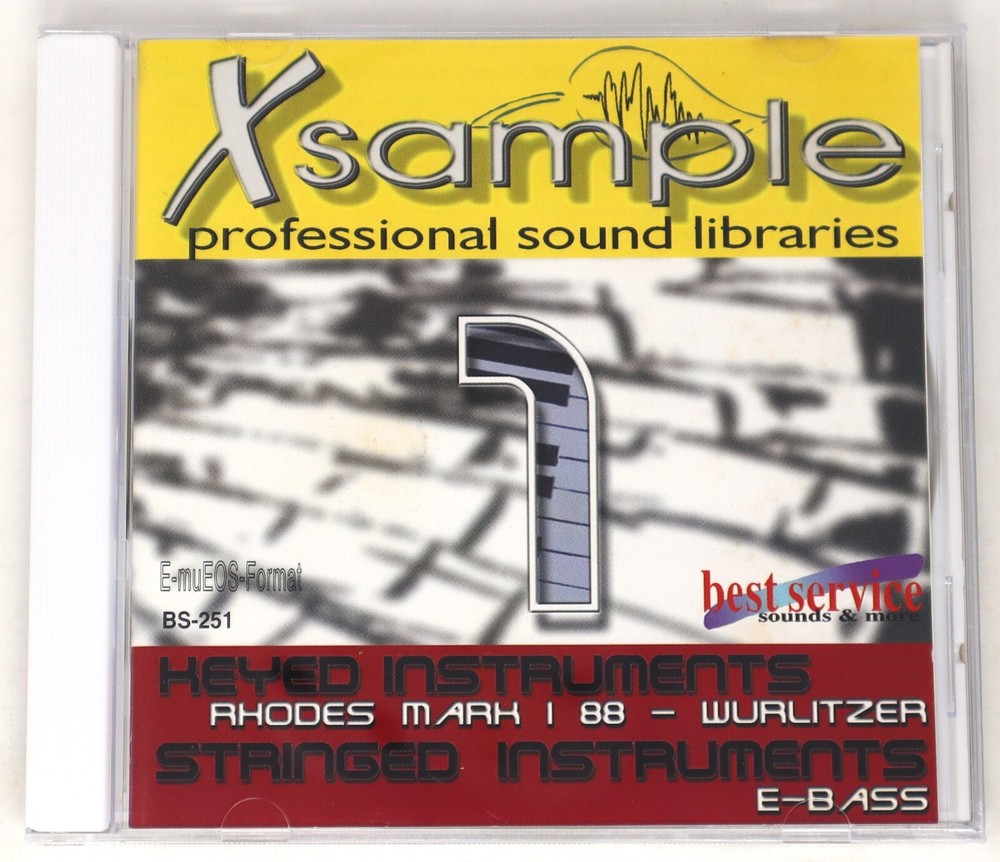 Xsample
professional sound libraries
1
E-muEOS-Format
BS-251
best service
sounds & more
KEYED INSTRUMENTS
RHODES MARK I 88 – WURLITZER
STRINGED INSTRUMENTS
E-BASS